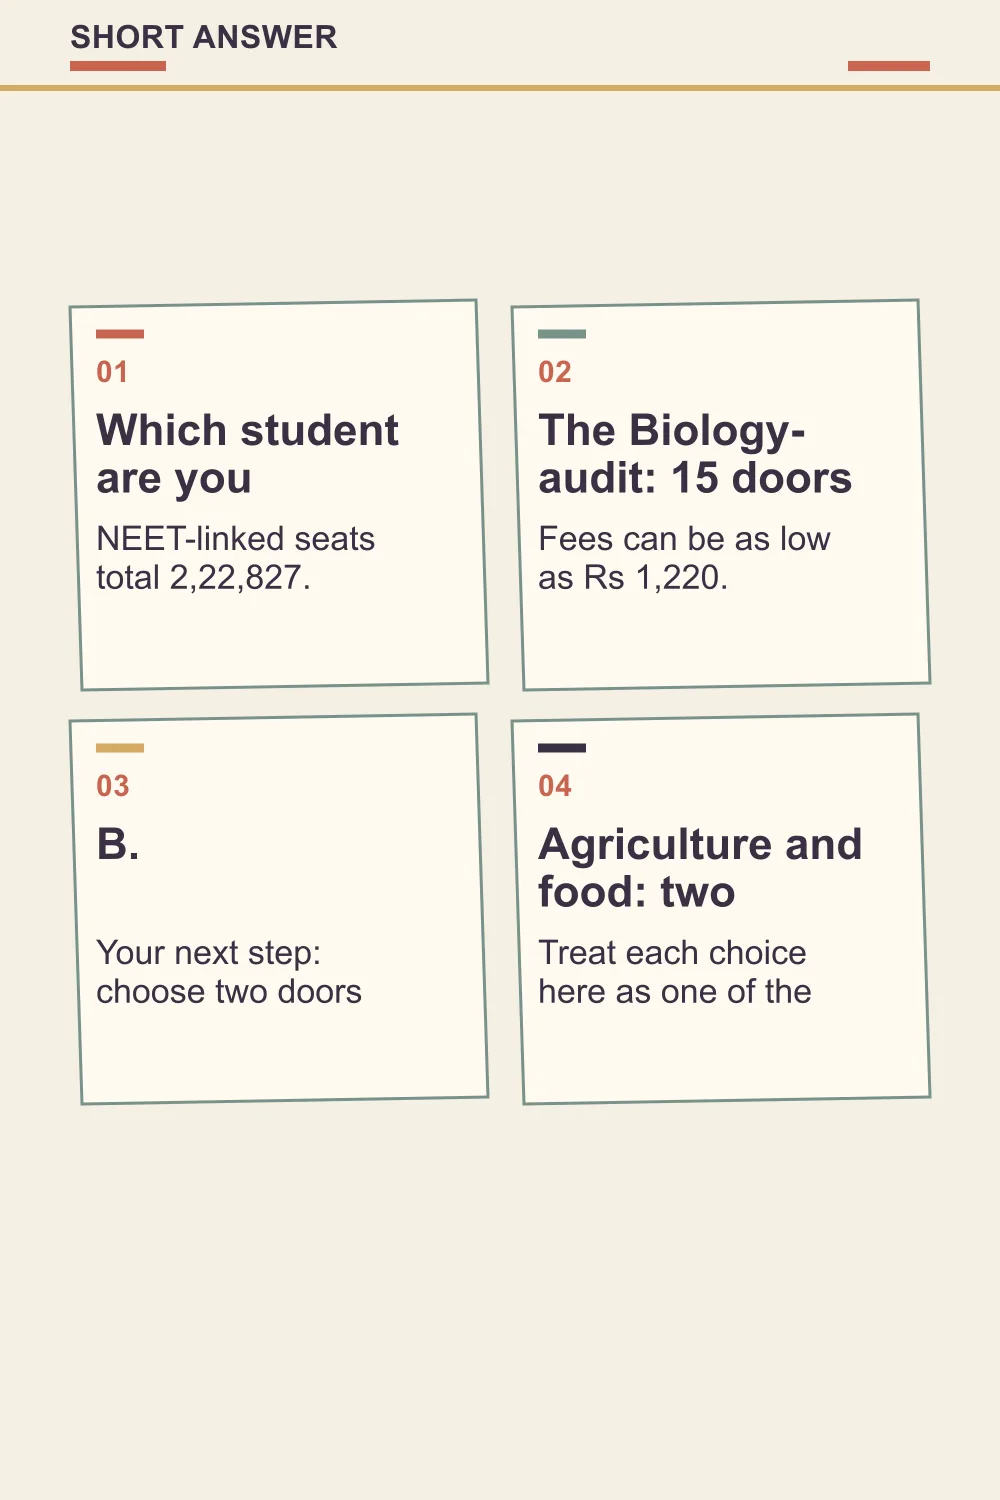 SHORT ANSWER
01
Which student
are you
NEET-linked seats
total 2,22,827.
02
The Biology-
audit: 15 doors
Fees can be as low
as Rs 1,220.
03
B.
Your next step:
choose two doors
04
Agriculture and
food: two
Treat each choice
here as one of the